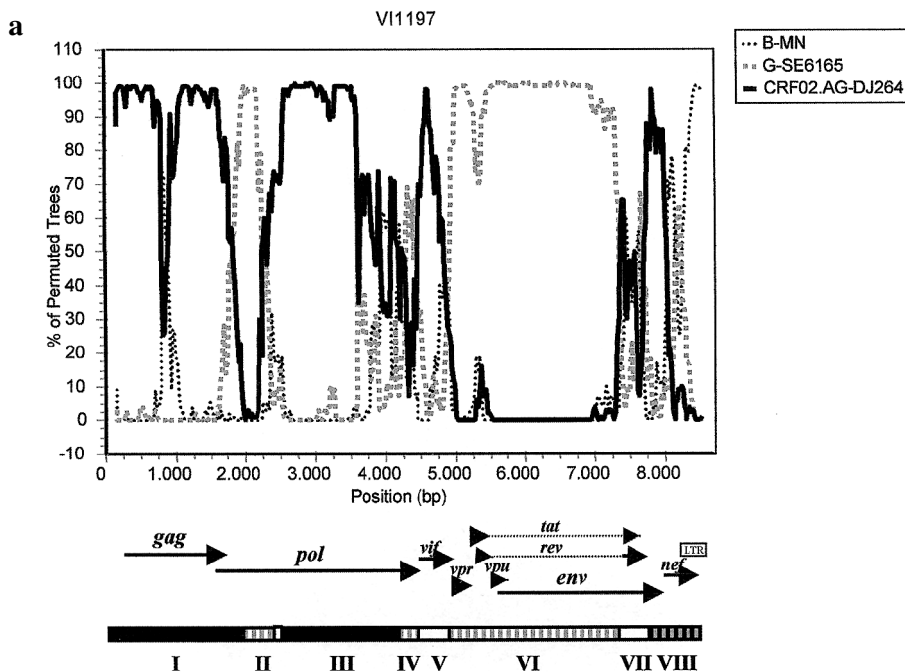 a
VI1197
B-MN
G-SE6165
CRF02.AG-DJ264
% of Permuted Trees
110
100
90
80
70
60
50
40
30
20
10
0
-10
0 1.000 2.000 3.000 4.000 5.000 6.000 7.000 8.000
Position (bp)
tat
gag
vif
rev
LTR
pol
vpr
vpu
env
nef
I II III IV V VI VII VIII